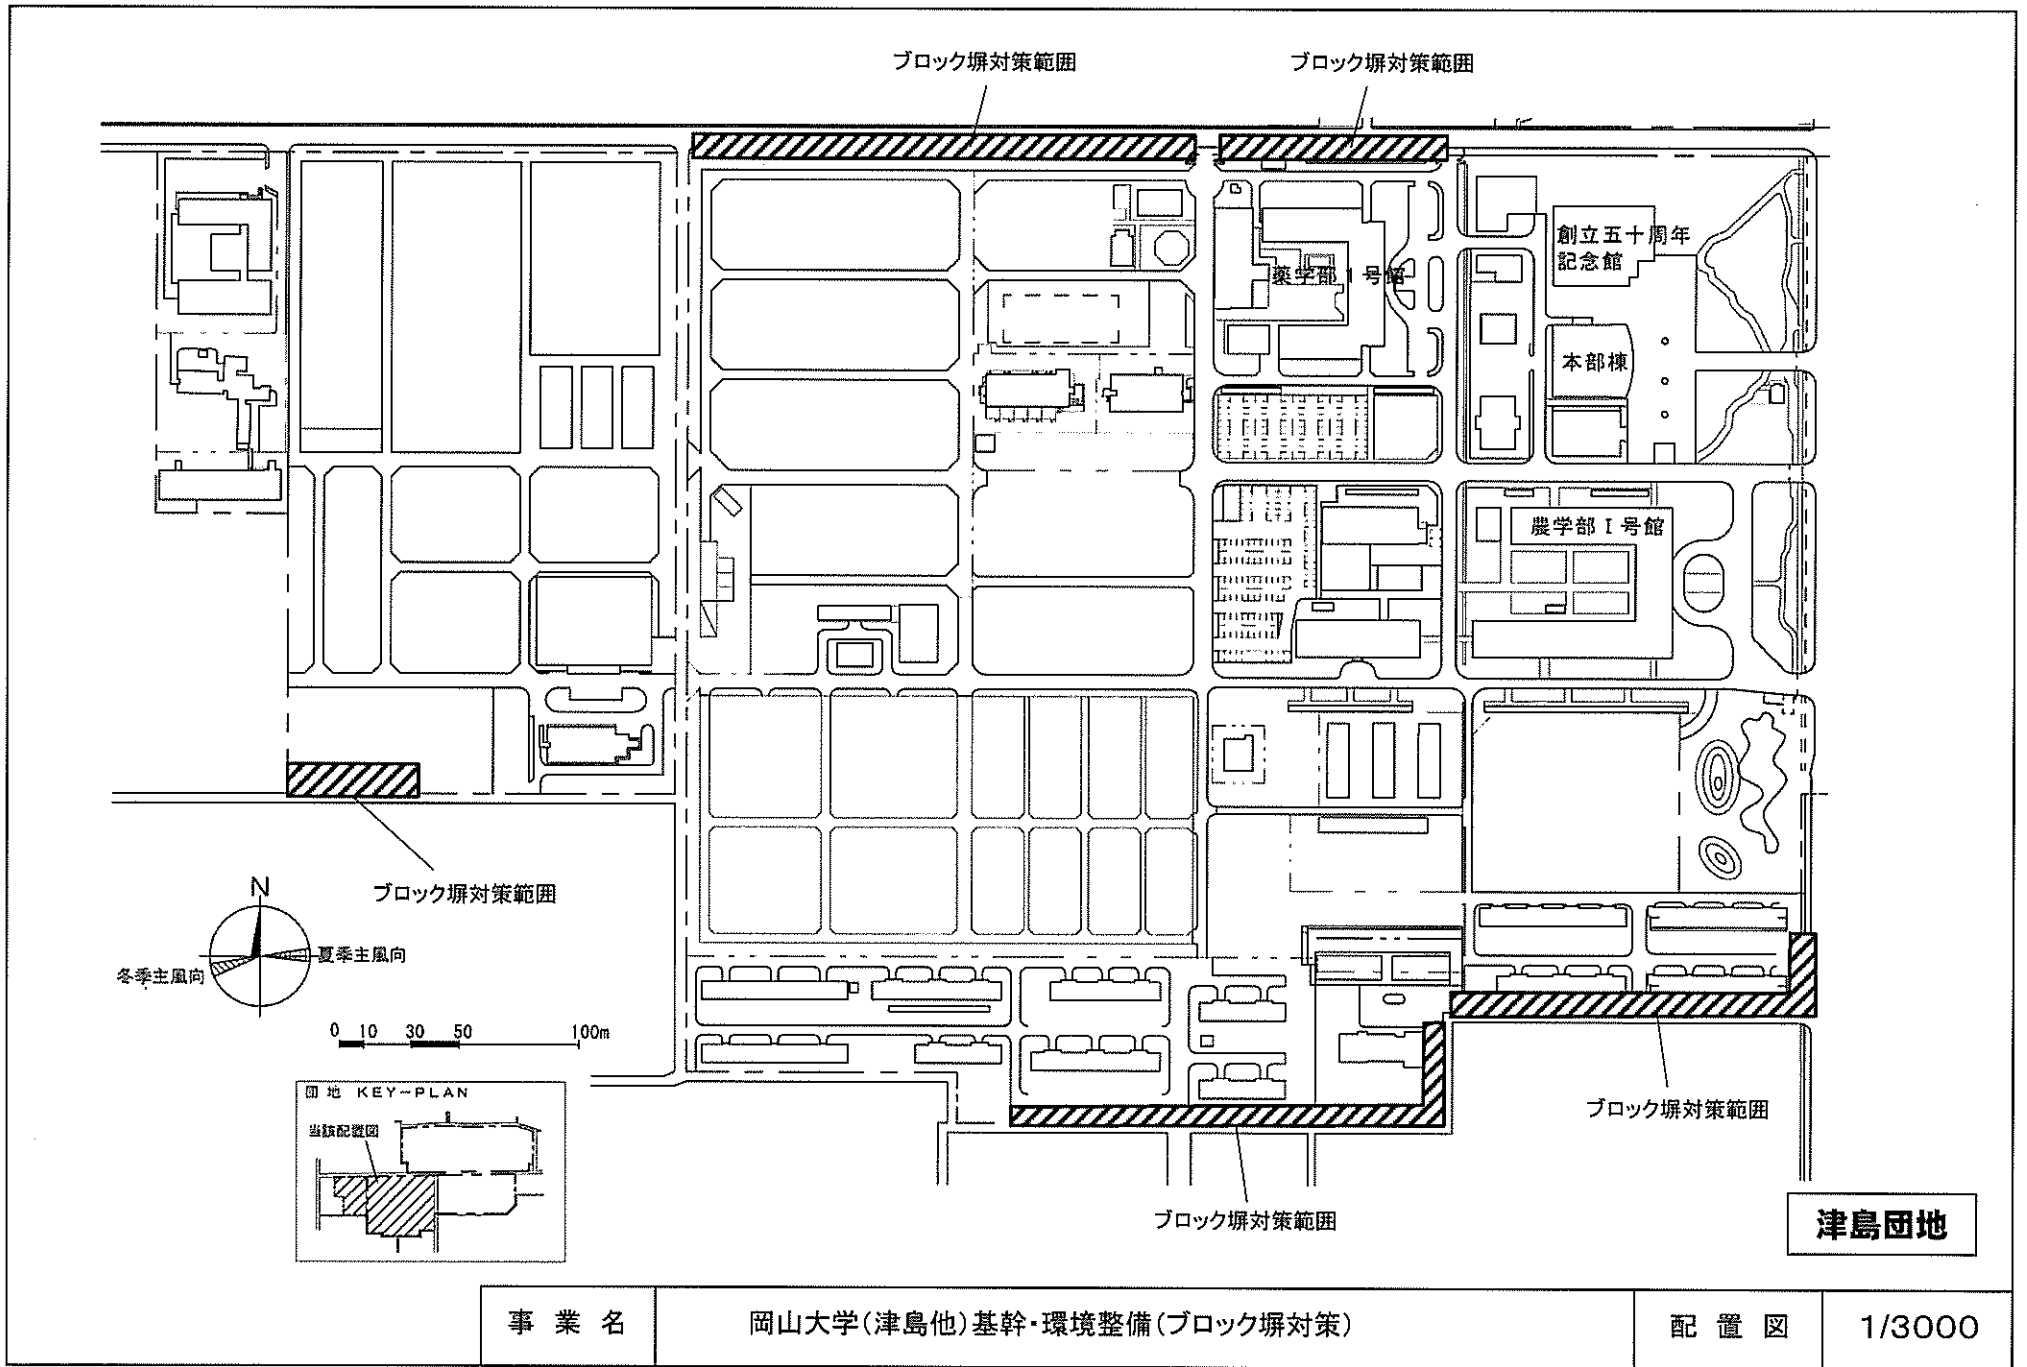 ブロック塀対策範囲
ブロック塀対策範囲
創立五十周年
記念館
薬学部1号館
本部棟
農学部Ⅰ号館
ブロック塀対策範囲
N
夏季主風向
冬季主風向
0 10 30 50 100m
団地 KEY-PLAN
当該配置図
ブロック塀対策範囲
ブロック塀対策範囲
津島団地
事業名
岡山大学(津島他)基幹・環境整備(ブロック塀対策)
配置図
1/3000